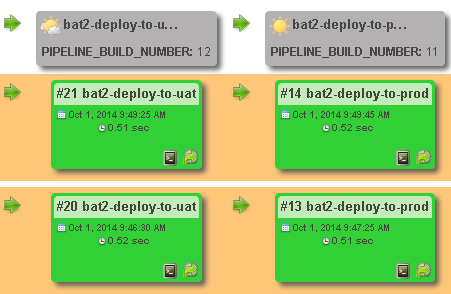 bat2-deploy-to-u... bat2-deploy-to-p...
PIPELINE_BUILD_NUMBER: 12 PIPELINE_BUILD_NUMBER: 11
#21 bat2-deploy-to-uat #14 bat2-deploy-to-prod
Oct 1, 2014 9:49:25 AM Oct 1, 2014 9:49:45 AM
0.51 sec 0.52 sec
#20 bat2-deploy-to-uat #13 bat2-deploy-to-prod
Oct 1, 2014 9:46:30 AM Oct 1, 2014 9:47:25 AM
0.52 sec 0.51 sec